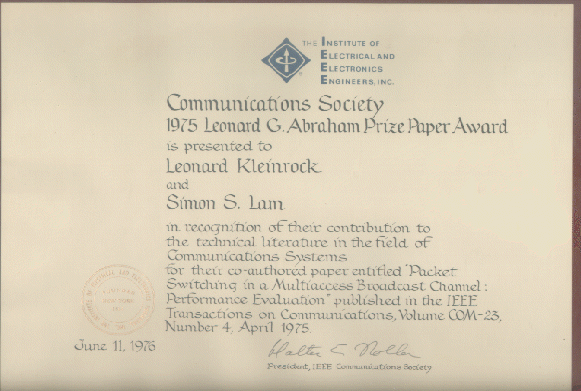 THE INSTITUTE OF
ELECTRICAL AND
ELECTRONICS
ENGINEERS, INC.
Communications Society
1975 Leonard G. Abraham Prize Paper Award
is presented to
Leonard Kleinrock
and
Simon S. Lam
in recognition of their contribution to
the technical literature in the field of
Communications Systems
for their co-authored paper entitled "Packet
Switching in a Multiaccess Broadcast Channel:
Performance Evaluation" published in the IEEE
Transactions on Communications, Volume COM-23,
Number 4, April 1975.
June 11, 1976
President, IEEE Communications Society